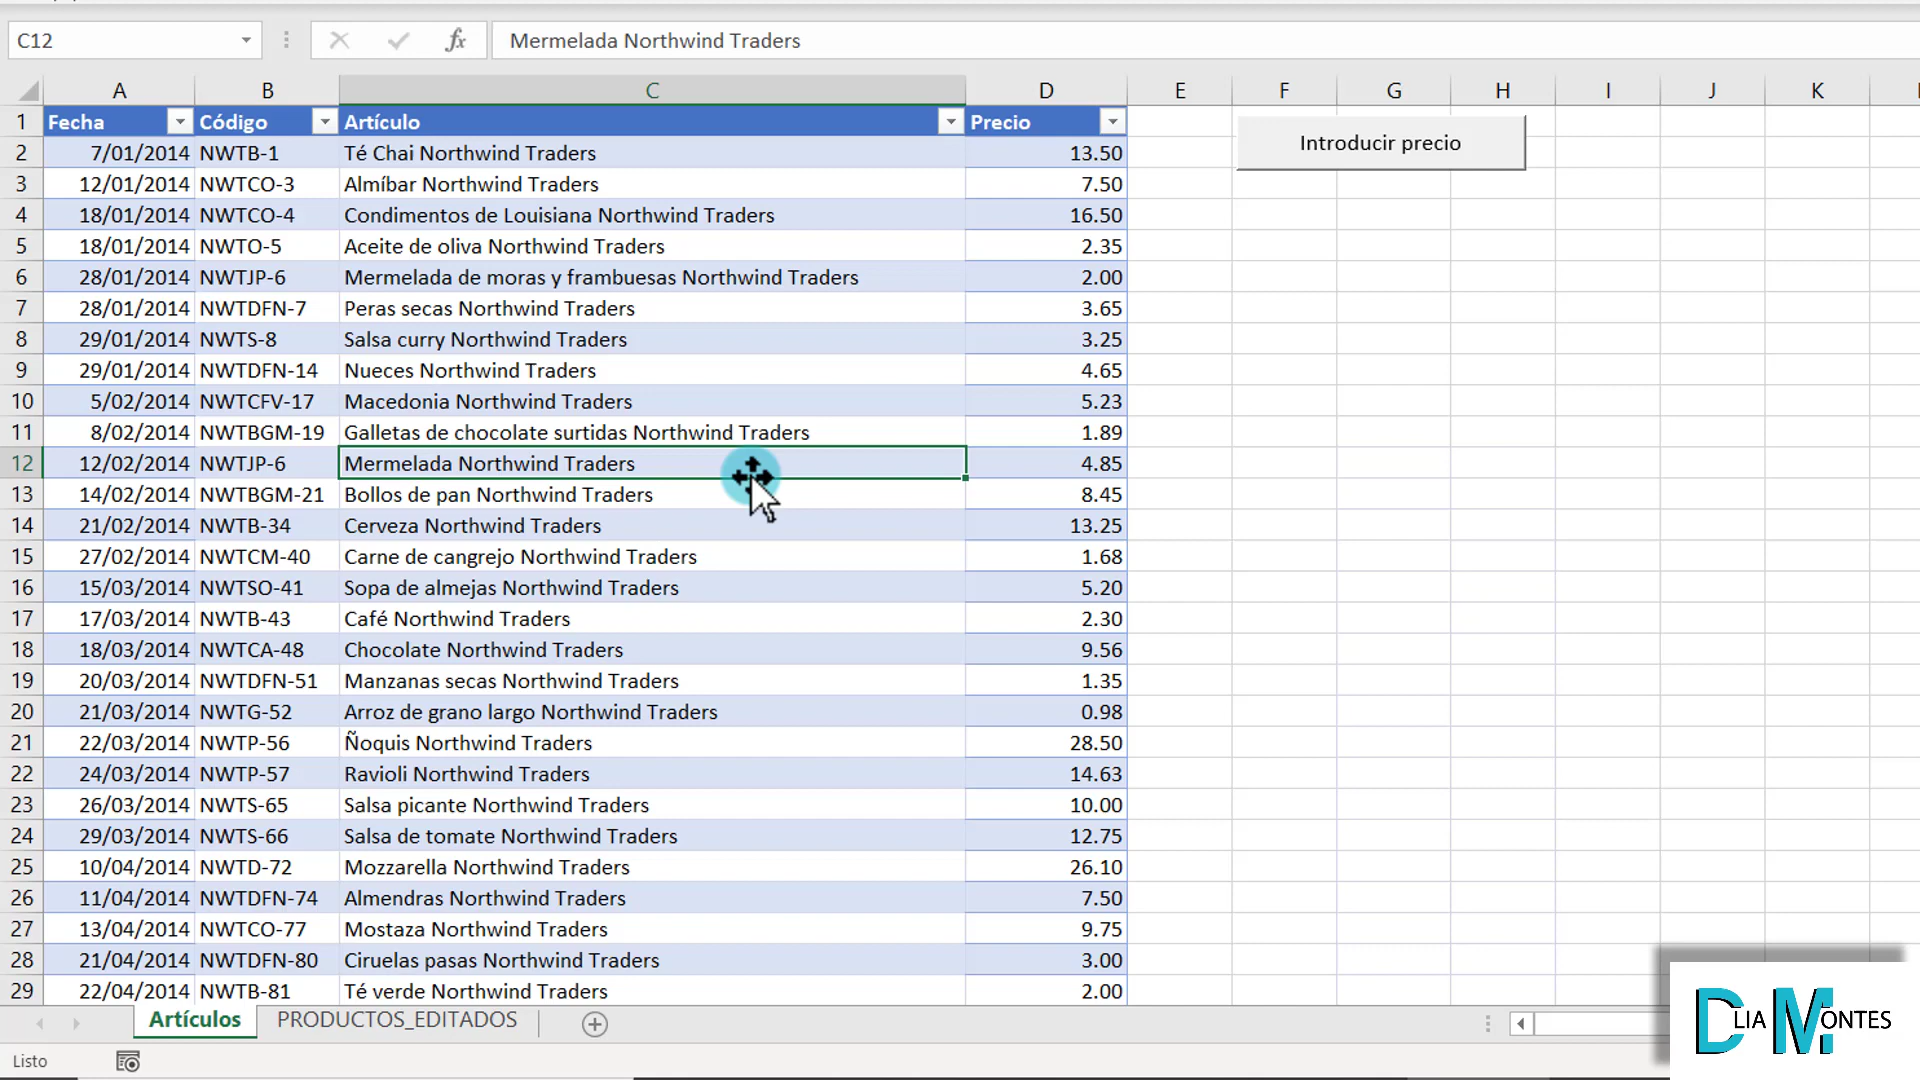 C12 fx Mermelada Northwind Traders
A B C D E F G H I J K
1 Fecha Código Artículo Precio
Introducir precio
2 7/01/2014 NWTB-1 Té Chai Northwind Traders 13.50
3 12/01/2014 NWTCO-3 Almíbar Northwind Traders 7.50
4 18/01/2014 NWTCO-4 Condimentos de Louisiana Northwind Traders 16.50
5 18/01/2014 NWTO-5 Aceite de oliva Northwind Traders 2.35
6 28/01/2014 NWTJP-6 Mermelada de moras y frambuesas Northwind Traders 2.00
7 28/01/2014 NWTDFN-7 Peras secas Northwind Traders 3.65
8 29/01/2014 NWTS-8 Salsa curry Northwind Traders 3.25
9 29/01/2014 NWTDFN-14 Nueces Northwind Traders 4.65
10 5/02/2014 NWTCFV-17 Macedonia Northwind Traders 5.23
11 8/02/2014 NWTBGM-19 Galletas de chocolate surtidas Northwind Traders 1.89
12 12/02/2014 NWTJP-6 Mermelada Northwind Traders 4.85
13 14/02/2014 NWTBGM-21 Bollos de pan Northwind Traders 8.45
14 21/02/2014 NWTB-34 Cerveza Northwind Traders 13.25
15 27/02/2014 NWTCM-40 Carne de cangrejo Northwind Traders 1.68
16 15/03/2014 NWTSO-41 Sopa de almejas Northwind Traders 5.20
17 17/03/2014 NWTB-43 Café Northwind Traders 2.30
18 18/03/2014 NWTCA-48 Chocolate Northwind Traders 9.56
19 20/03/2014 NWTDFN-51 Manzanas secas Northwind Traders 1.35
20 21/03/2014 NWTG-52 Arroz de grano largo Northwind Traders 0.98
21 22/03/2014 NWTP-56 Ñoquis Northwind Traders 28.50
22 24/03/2014 NWTP-57 Ravioli Northwind Traders 14.63
23 26/03/2014 NWTS-65 Salsa picante Northwind Traders 10.00
24 29/03/2014 NWTS-66 Salsa de tomate Northwind Traders 12.75
25 10/04/2014 NWTD-72 Mozzarella Northwind Traders 26.10
26 11/04/2014 NWTDFN-74 Almendras Northwind Traders 7.50
27 13/04/2014 NWTCO-77 Mostaza Northwind Traders 9.75
28 21/04/2014 NWTDFN-80 Ciruelas pasas Northwind Traders 3.00
29 22/04/2014 NWTB-81 Té verde Northwind Traders 2.00
Artículos PRODUCTOS_EDITADOS
DLIA MONTES
Listo